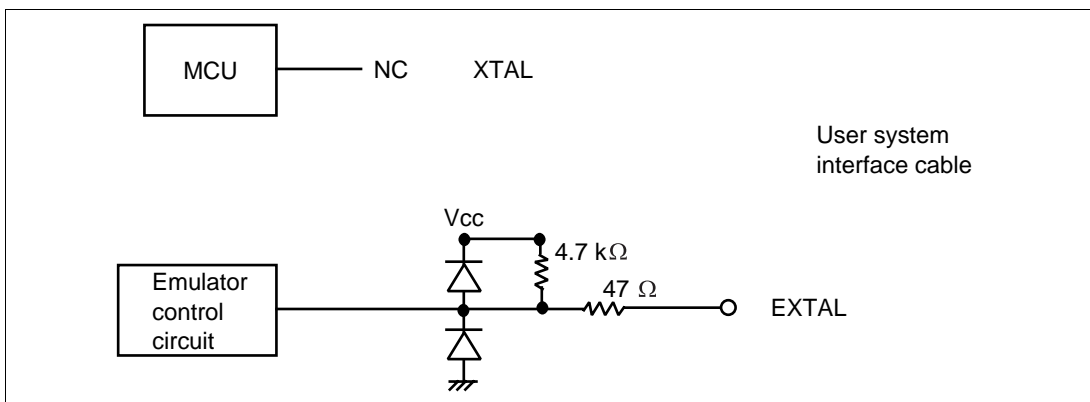 MCU
NC
XTAL
User system
interface cable
Vcc
4.7 kΩ
47 Ω
Emulator
control
circuit
EXTAL